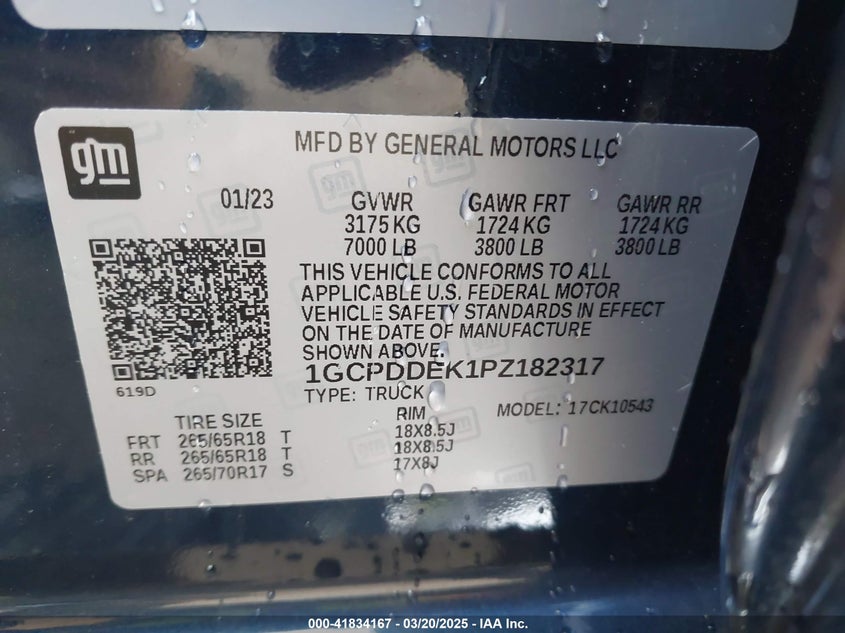 gm
MFD BY GENERAL MOTORS LLC
01/23
GVWR GAWR FRT GAWR RR
3175 KG 1724 KG 1724 KG
7000 LB 3800 LB 3800 LB
THIS VEHICLE CONFORMS TO ALL
APPLICABLE U.S. FEDERAL MOTOR
VEHICLE SAFETY STANDARDS IN EFFECT
ON THE DATE OF MANUFACTURE
SHOWN ABOVE.
1GCPDDEK1PZ182317
619D
TYPE: TRUCK MODEL: 17CK10543
TIRE SIZE RIM
FRT 265/65R18 T 18X8.5J
RR 265/65R18 T 18X8.5J
SPA 265/70R17 S 17X8J
000-41834167 — 03/20/2025 — IAA Inc.